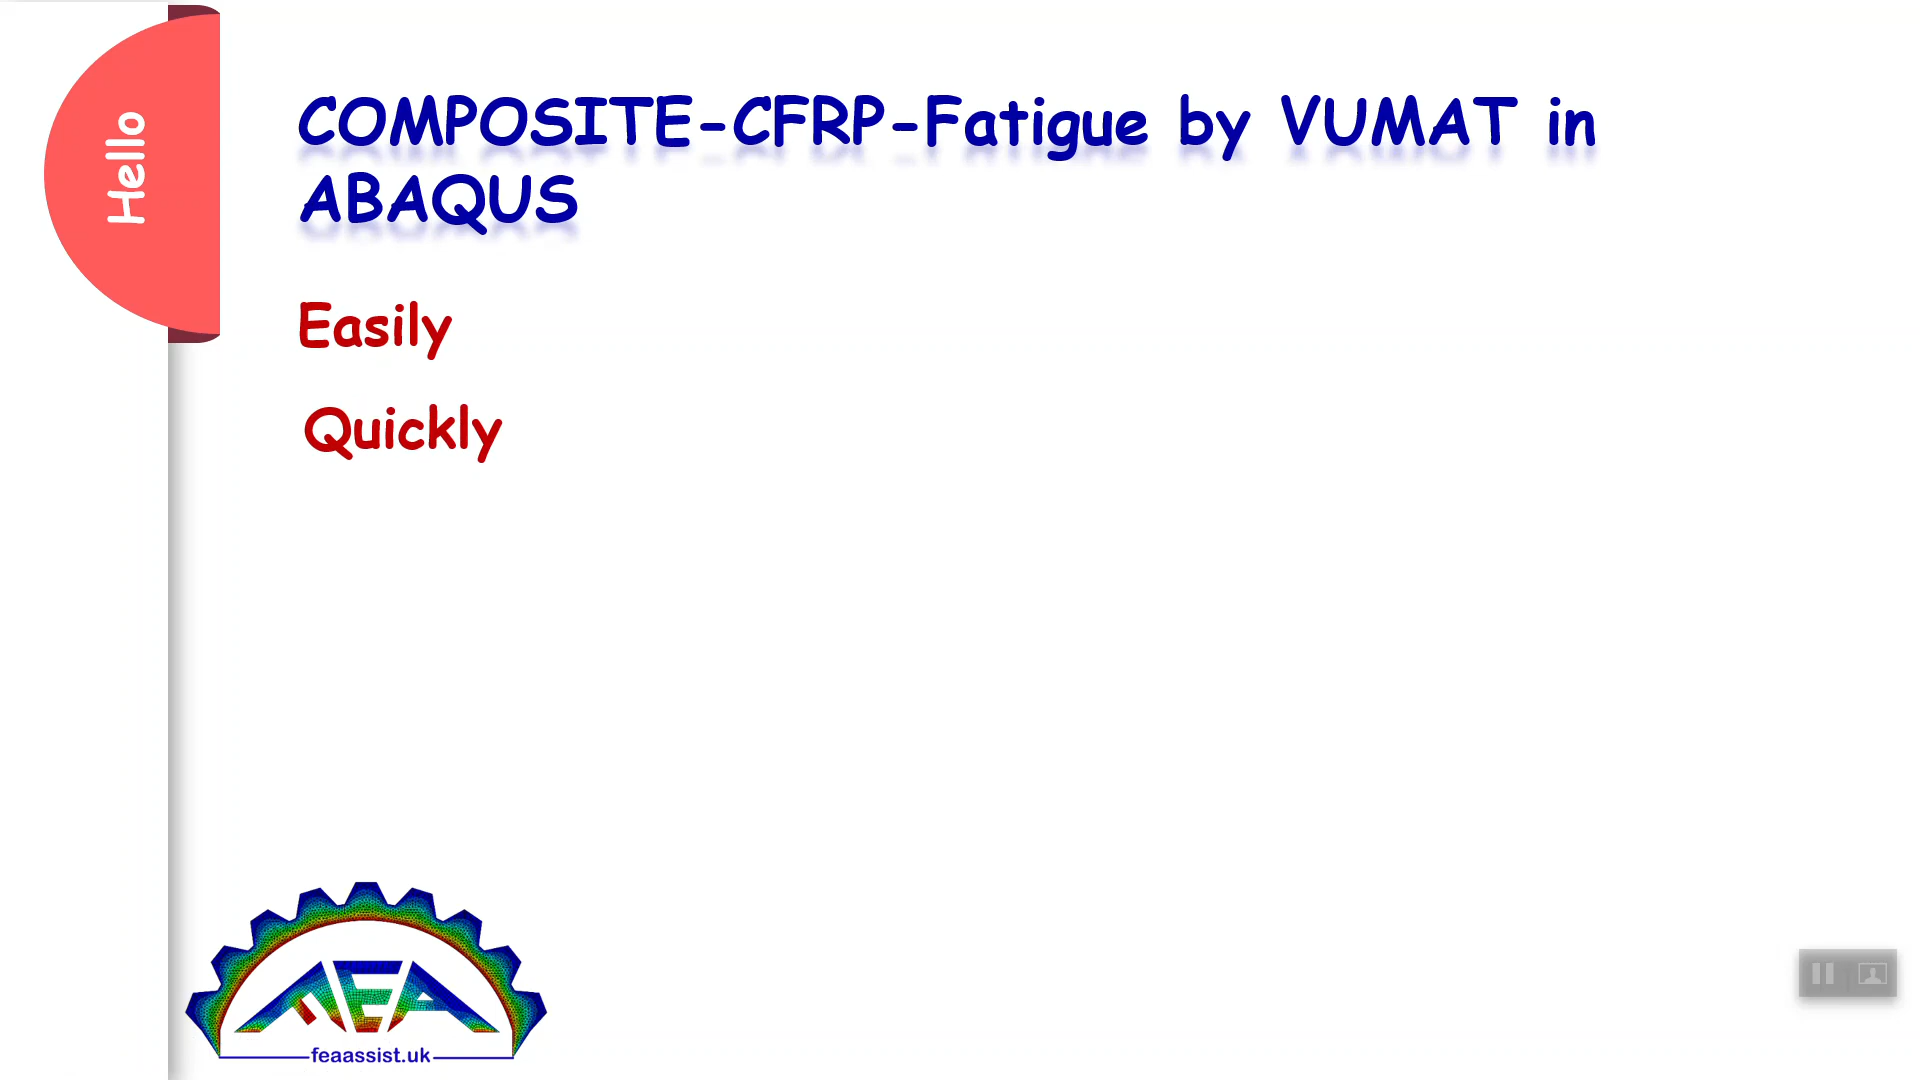 Hello
COMPOSITE-CFRP-Fatigue by VUMAT in
ABAQUS
Easily
Quickly
FEA
feaassist.uk